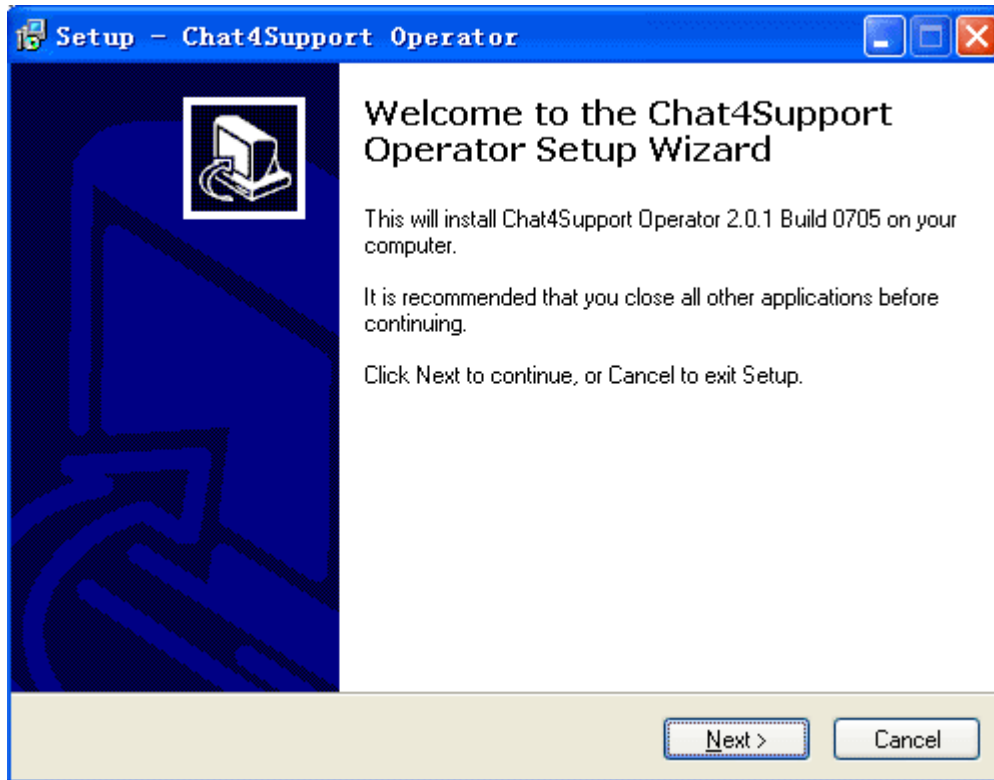 Setup - Chat4Support Operator
Welcome to the Chat4Support
Operator Setup Wizard
This will install Chat4Support Operator 2.0.1 Build 0705 on your
computer.
It is recommended that you close all other applications before
continuing.
Click Next to continue, or Cancel to exit Setup.
Next >
Cancel